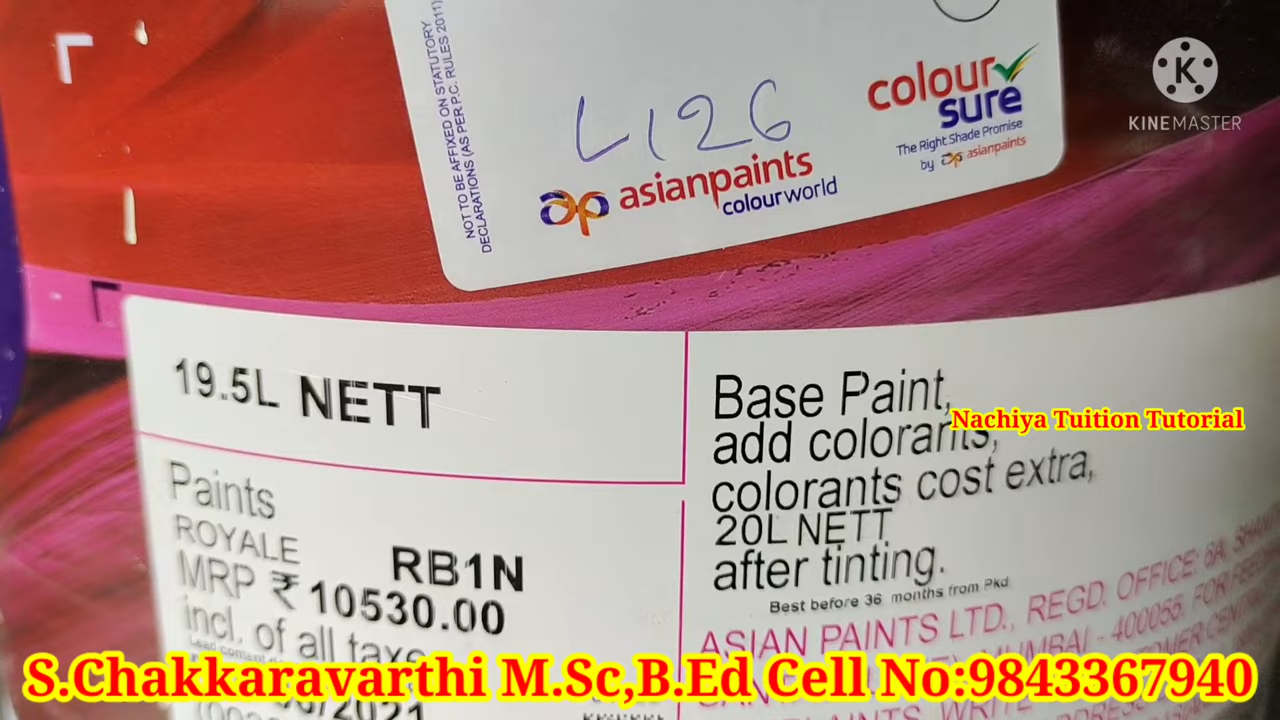 NOT TO BE AFFIXED ON STATUTORY
DECLARATIONS (AS PER P.C. RULES 2011)
L126
asianpaints
colourworld
colour
sure
The Right Shade Promise
by asianpaints
K
KINEMASTER
19.5L NETT
Paints
ROYALE RB1N
MRP ₹ 10530.00
incl. of all taxe
Base Paint,
add colorants,
colorants cost extra,
20L NETT
after tinting.
Best before 36 months from Pkd
Nachiya Tuition Tutorial
ASIAN PAINTS LTD., REGD. OFFICE: 6A,
MUMBAI - 400055. FOR
S.Chakkaravarthi M.Sc,B.Ed Cell No:9843367940
/2021